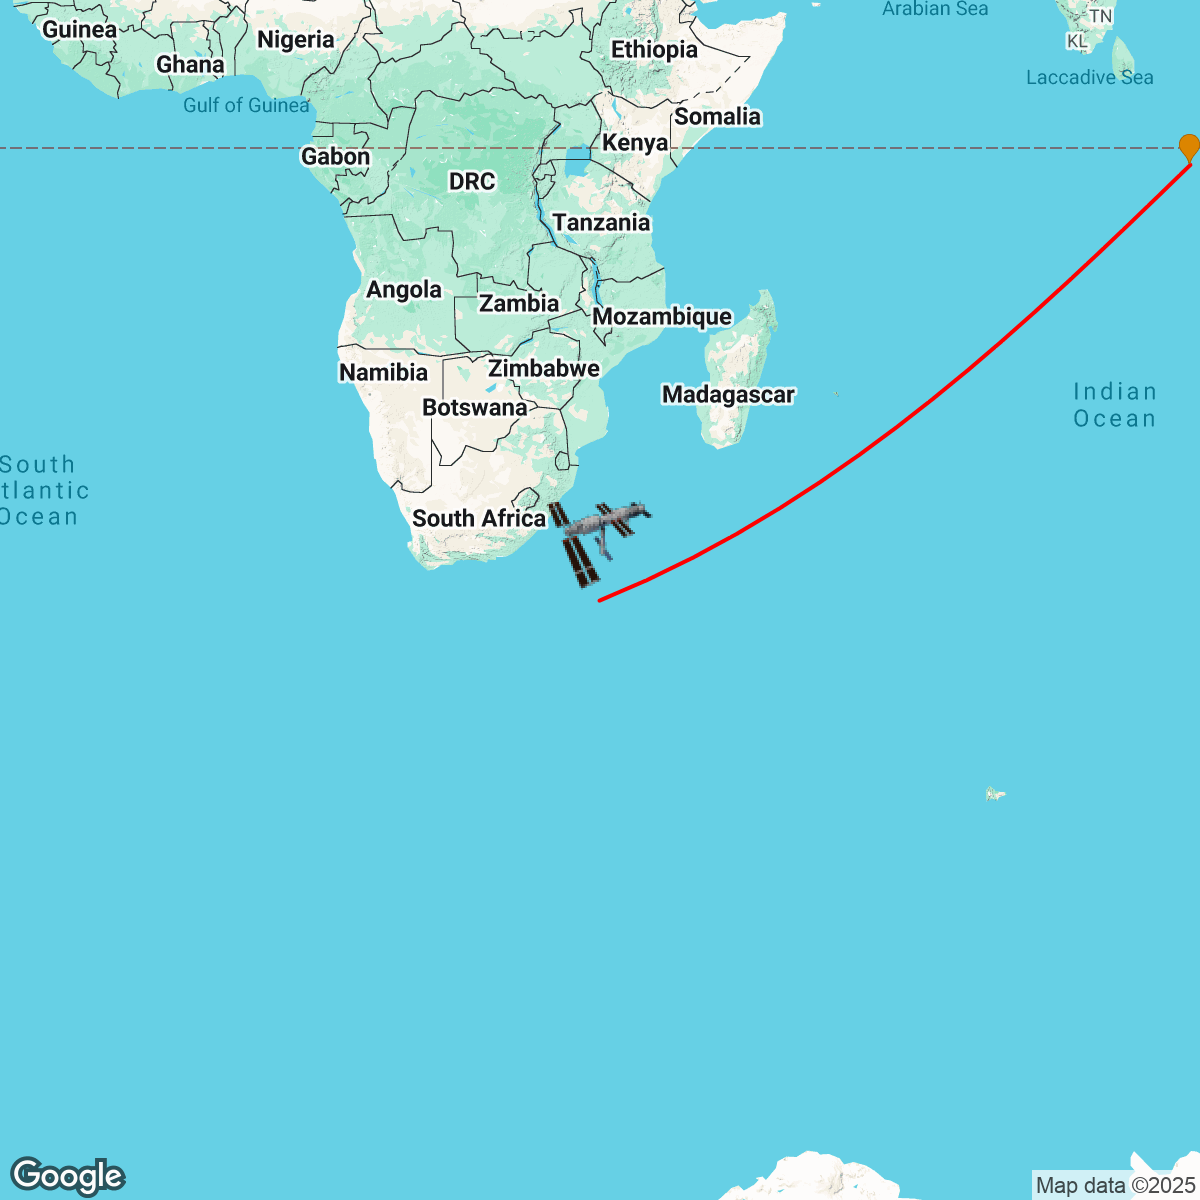 Guinea
Nigeria
Ghana
Gulf of Guinea
Ethiopia
Somalia
Kenya
Gabon
DRC
Tanzania
Arabian Sea
TN
KL
Laccadive Sea
Angola
Zambia
Mozambique
Namibia
Zimbabwe
Botswana
Madagascar
Indian
Ocean
South
tlantic
Ocean
South Africa
Google
Map data ©2025